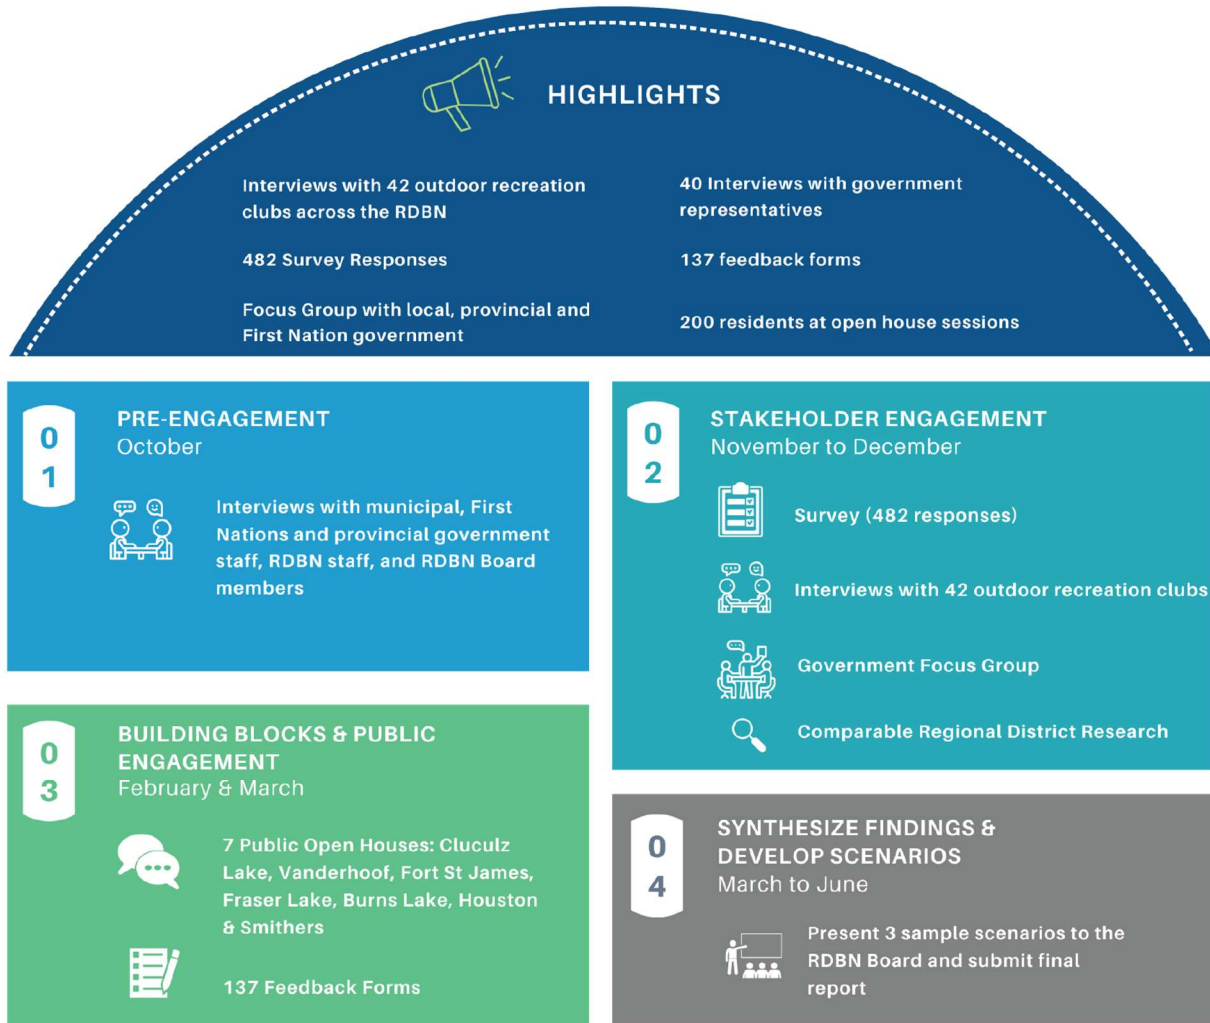 HIGHLIGHTS
Interviews with 42 outdoor recreation
clubs across the RDBN
482 Survey Responses
Focus Group with local, provincial and
First Nation government
40 Interviews with government
representatives
137 feedback forms
200 residents at open house sessions
0
1
PRE-ENGAGEMENT
October
Interviews with municipal, First
Nations and provincial government
staff, RDBN staff, and RDBN Board
members
0
2
STAKEHOLDER ENGAGEMENT
November to December
Survey (482 responses)
Interviews with 42 outdoor recreation clubs
Government Focus Group
Comparable Regional District Research
0
3
BUILDING BLOCKS & PUBLIC
ENGAGEMENT
February & March
7 Public Open Houses: Cluculz
Lake, Vanderhoof, Fort St James,
Fraser Lake, Burns Lake, Houston
& Smithers
137 Feedback Forms
0
4
SYNTHESIZE FINDINGS &
DEVELOP SCENARIOS
March to June
Present 3 sample scenarios to the
RDBN Board and submit final
report